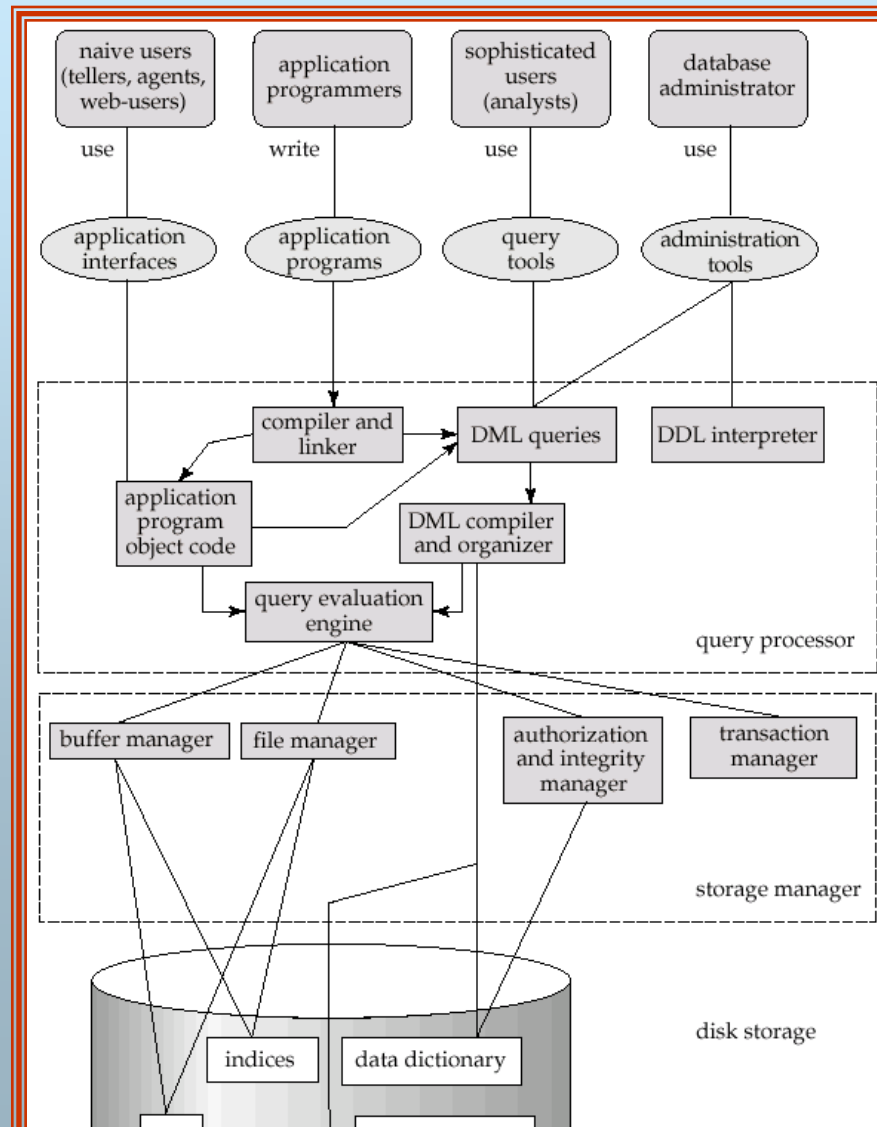 naive users
(tellers, agents,
web-users)
application
programmers
sophisticated
users
(analysts)
database
administrator
use
write
use
use
application
interfaces
application
programs
query
tools
administration
tools
compiler and
linker
DML queries
DDL interpreter
application
program
object code
DML compiler
and organizer
query evaluation
engine
query processor
buffer manager
file manager
authorization
and integrity
manager
transaction
manager
storage manager
disk storage
indices
data dictionary